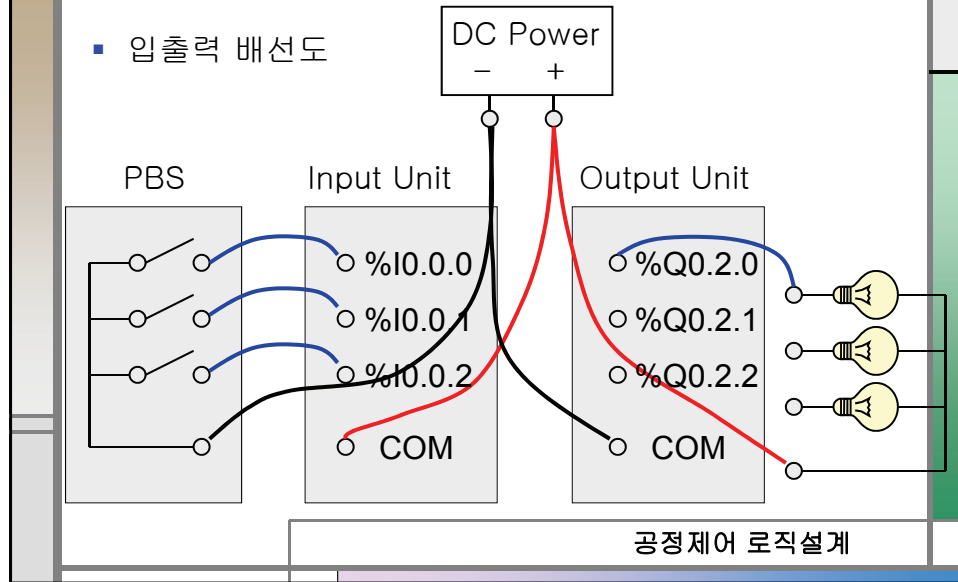 ▪ 입출력 배선도
DC Power
− +
PBS
Input Unit
Output Unit
%I0.0.0
%I0.0.1
%I0.0.2
COM
%Q0.2.0
%Q0.2.1
%Q0.2.2
COM
공정제어 로직설계